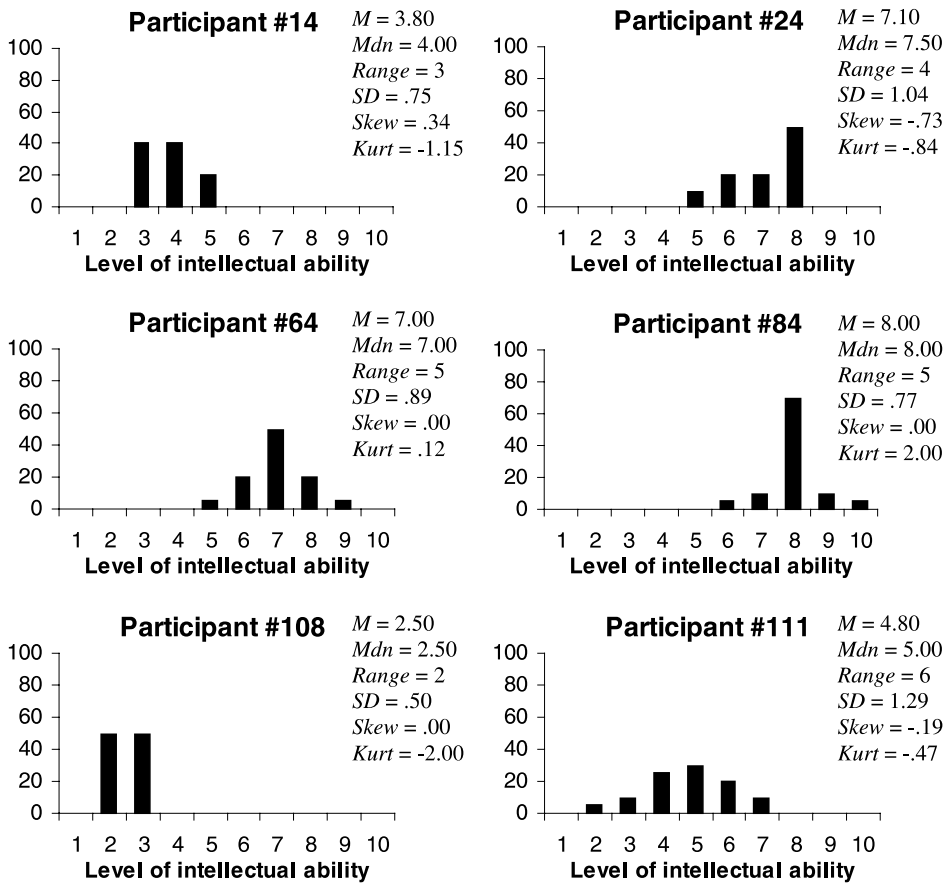 Participant #14
M = 3.80
Mdn = 4.00
Range = 3
SD = .75
Skew = .34
Kurt = -1.15
100
80
60
40
20
0
1 2 3 4 5 6 7 8 9 10
Level of intellectual ability
Participant #24
M = 7.10
Mdn = 7.50
Range = 4
SD = 1.04
Skew = -.73
Kurt = -.84
100
80
60
40
20
0
1 2 3 4 5 6 7 8 9 10
Level of intellectual ability
Participant #64
M = 7.00
Mdn = 7.00
Range = 5
SD = .89
Skew = .00
Kurt = .12
100
80
60
40
20
0
1 2 3 4 5 6 7 8 9 10
Level of intellectual ability
Participant #84
M = 8.00
Mdn = 8.00
Range = 5
SD = .77
Skew = .00
Kurt = 2.00
100
80
60
40
20
0
1 2 3 4 5 6 7 8 9 10
Level of intellectual ability
Participant #108
M = 2.50
Mdn = 2.50
Range = 2
SD = .50
Skew = .00
Kurt = -2.00
100
80
60
40
20
0
1 2 3 4 5 6 7 8 9 10
Level of intellectual ability
Participant #111
M = 4.80
Mdn = 5.00
Range = 6
SD = 1.29
Skew = -.19
Kurt = -.47
100
80
60
40
20
0
1 2 3 4 5 6 7 8 9 10
Level of intellectual ability